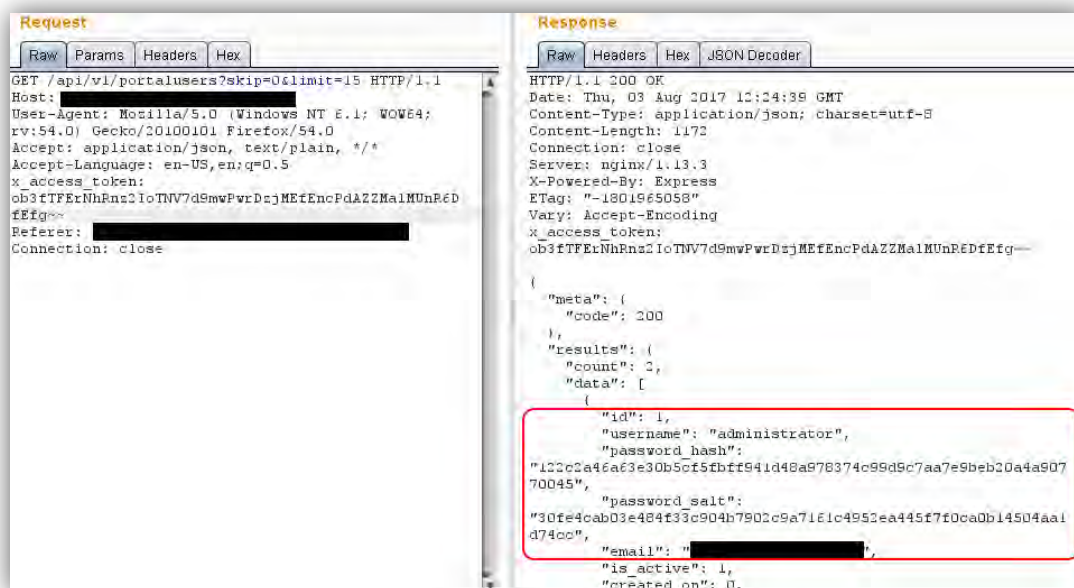 Request
Raw Params Headers Hex
GET /api/v1/portalusers?skip=0&limit=15 HTTP/1.1
Host:
User-Agent: Mozilla/5.0 (Windows NT 6.1; WOW64;
rv:54.0) Gecko/20100101 Firefox/54.0
Accept: application/json, text/plain, */*
Accept-Language: en-US,en;q=0.5
x_access_token:
ob3fTFErNhRnz2IoTNV7d9mwPwrDzjMEfEncPdAZZMalMUnR6D
fEfg~~
Referer:
Connection: close
Response
Raw Headers Hex JSON Decoder
HTTP/1.1 200 OK
Date: Thu, 03 Aug 2017 12:24:39 GMT
Content-Type: application/json; charset=utf-8
Content-Length: 1172
Connection: close
Server: nginx/1.13.3
X-Powered-By: Express
ETag: "-1801965058"
Vary: Accept-Encoding
x_access_token:
ob3fTFErNhRnz2IoTNV7d9mwPwrDzjMEfEncPdAZZMalMUnR6DfEfg~~
{
"meta": {
"code": 200
},
"results": {
"count": 2,
"data": [
{
"id": 1,
"username": "administrator",
"password_hash":
"122c2a46a63e30b5cf5fbff941d48a978374c99d9c7aa7e9beb20a4a907
70045",
"password_salt":
"30fe4cab03e484f33c904b7902c9a7161c4952ea445f7f0ca0b14504aa1
d74cc",
"email": "",
"is_active": 1,
"created_on": 0,